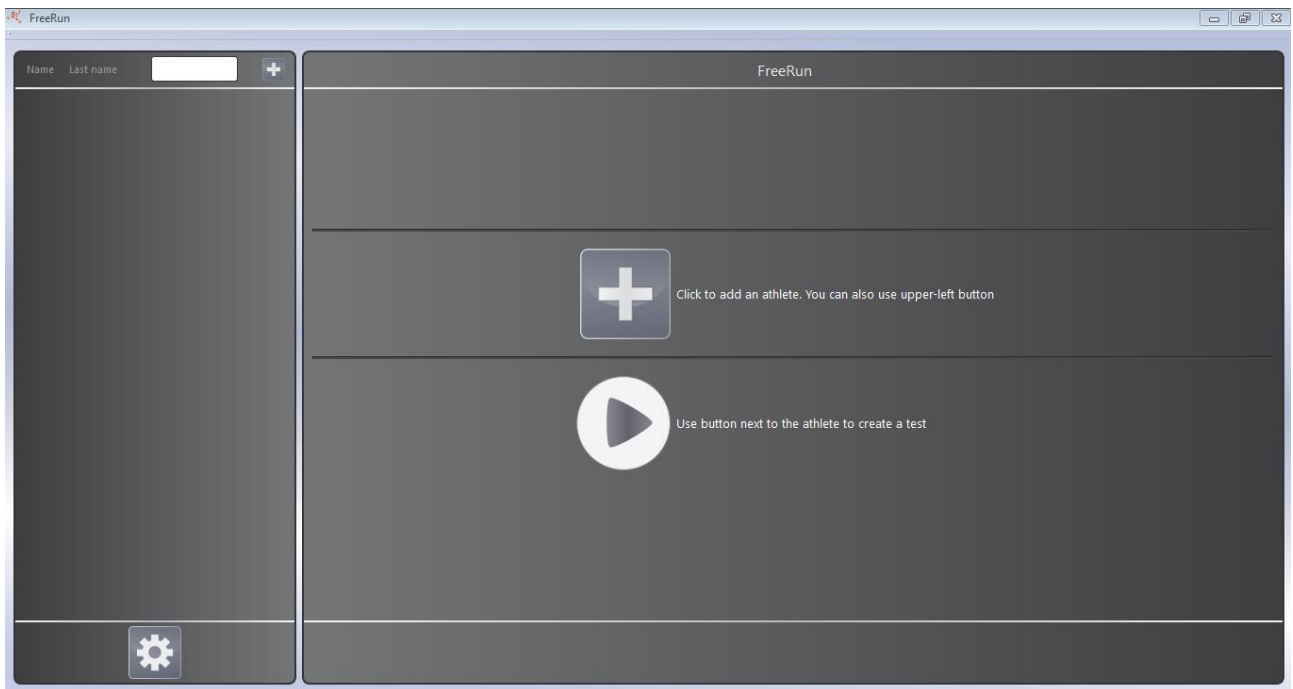 FreeRun
Name Last name
FreeRun
Click to add an athlete. You can also use upper-left button
Use button next to the athlete to create a test